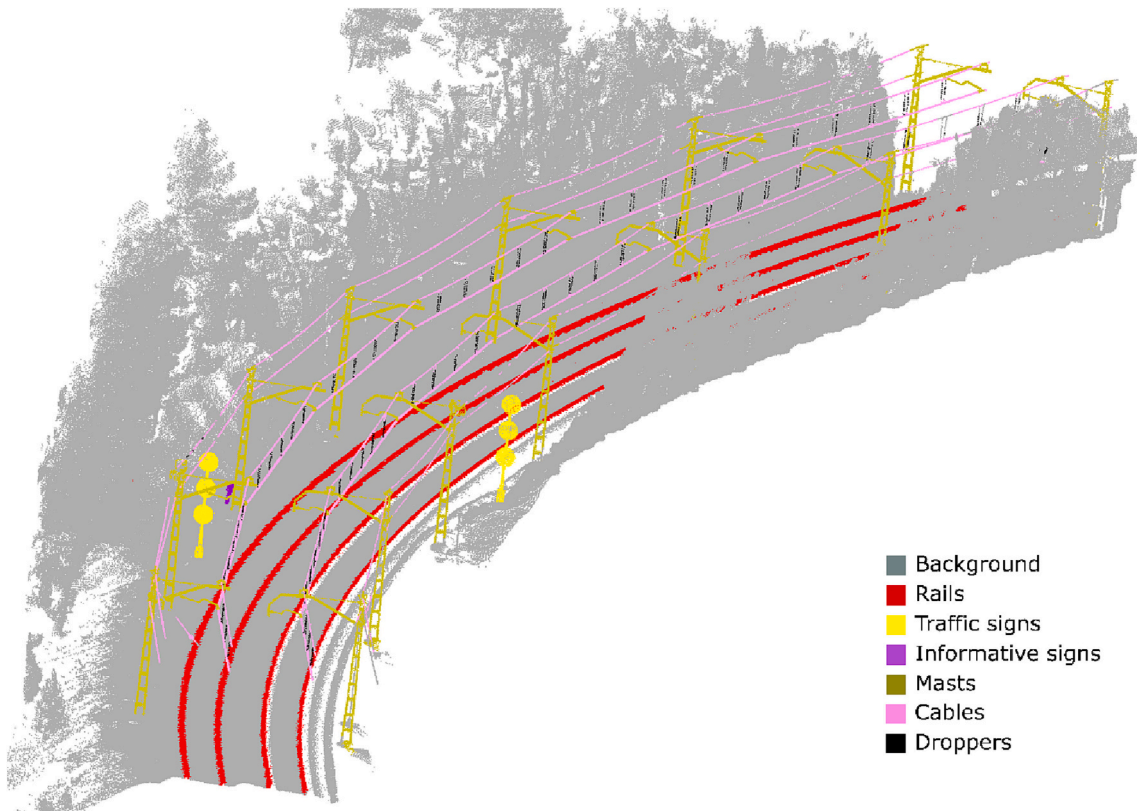 Background
Rails
Traffic signs
Informative signs
Masts
Cables
Droppers